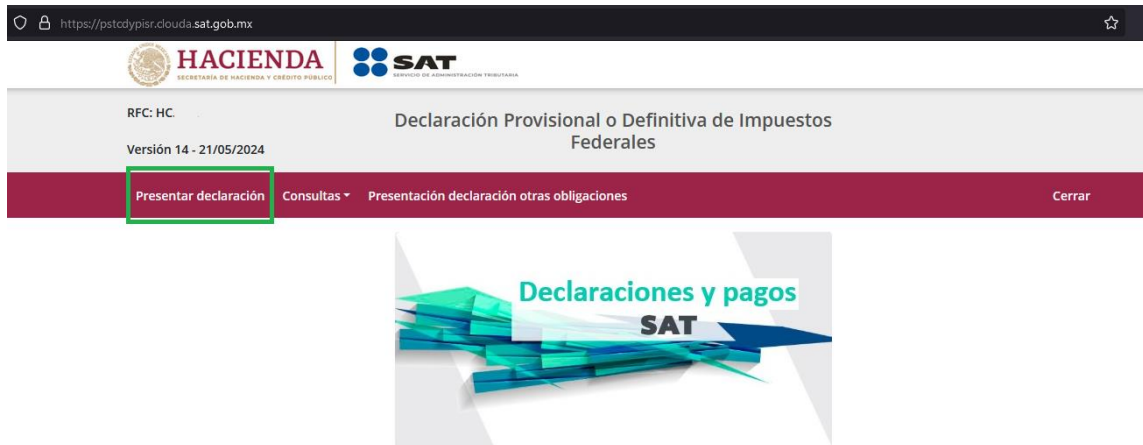 https://pstcdypisr.clouda.sat.gob.mx
HACIENDA
SECRETARÍA DE HACIENDA Y CRÉDITO PÚBLICO
SAT
SERVICIO DE ADMINISTRACIÓN TRIBUTARIA
RFC: HC
Declaración Provisional o Definitiva de Impuestos
Federales
Versión 14 - 21/05/2024
Presentar declaración Consultas Presentación declaración otras obligaciones Cerrar
Declaraciones y pagos
SAT